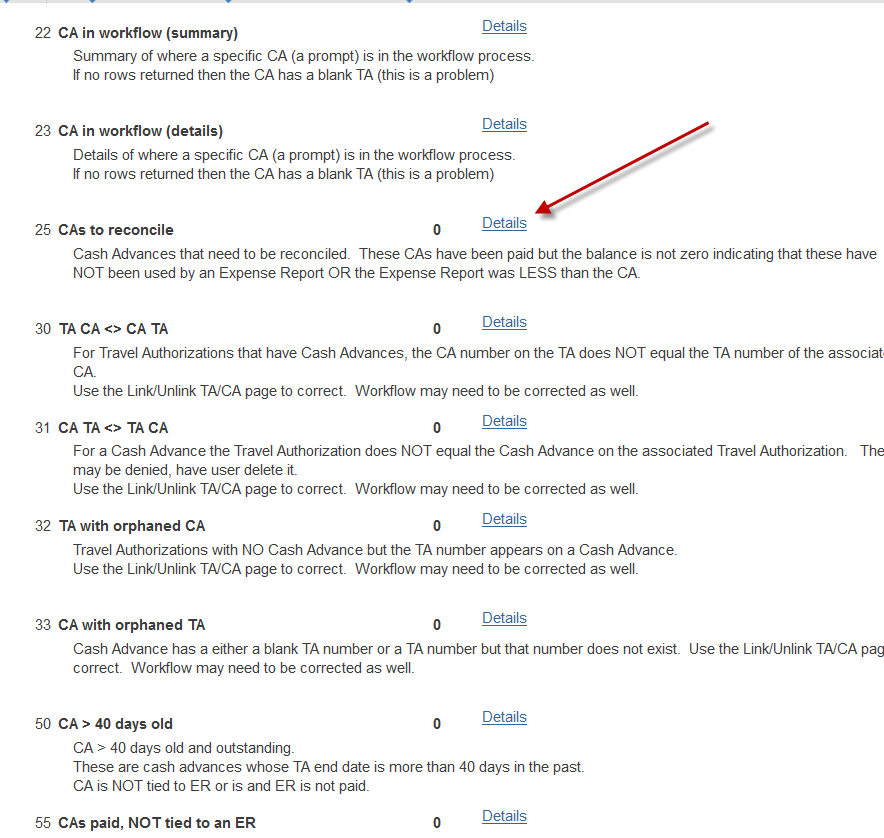 22 CA in workflow (summary) Details
Summary of where a specific CA (a prompt) is in the workflow process.
If no rows returned then the CA has a blank TA (this is a problem)
23 CA in workflow (details) Details
Details of where a specific CA (a prompt) is in the workflow process.
If no rows returned then the CA has a blank TA (this is a problem)
25 CAs to reconcile 0 Details
Cash Advances that need to be reconciled.  These CAs have been paid but the balance is not zero indicating that these have
NOT been used by an Expense Report OR the Expense Report was LESS than the CA.
30 TA CA <> CA TA 0 Details
For Travel Authorizations that have Cash Advances, the CA number on the TA does NOT equal the TA number of the associat
CA.
Use the Link/Unlink TA/CA page to correct.  Workflow may need to be corrected as well.
31 CA TA <> TA CA 0 Details
For a Cash Advance the Travel Authorization does NOT equal the Cash Advance on the associated Travel Authorization.   The
may be denied, have user delete it.
Use the Link/Unlink TA/CA page to correct.  Workflow may need to be corrected as well.
32 TA with orphaned CA 0 Details
Travel Authorizations with NO Cash Advance but the TA number appears on a Cash Advance.
Use the Link/Unlink TA/CA page to correct.  Workflow may need to be corrected as well.
33 CA with orphaned TA 0 Details
Cash Advance has a either a blank TA number or a TA number but that number does not exist.  Use the Link/Unlink TA/CA pag
correct.  Workflow may need to be corrected as well.
50 CA > 40 days old 0 Details
CA > 40 days old and outstanding.
These are cash advances whose TA end date is more than 40 days in the past.
CA is NOT tied to ER or is and ER is not paid.
55 CAs paid, NOT tied to an ER 0 Details